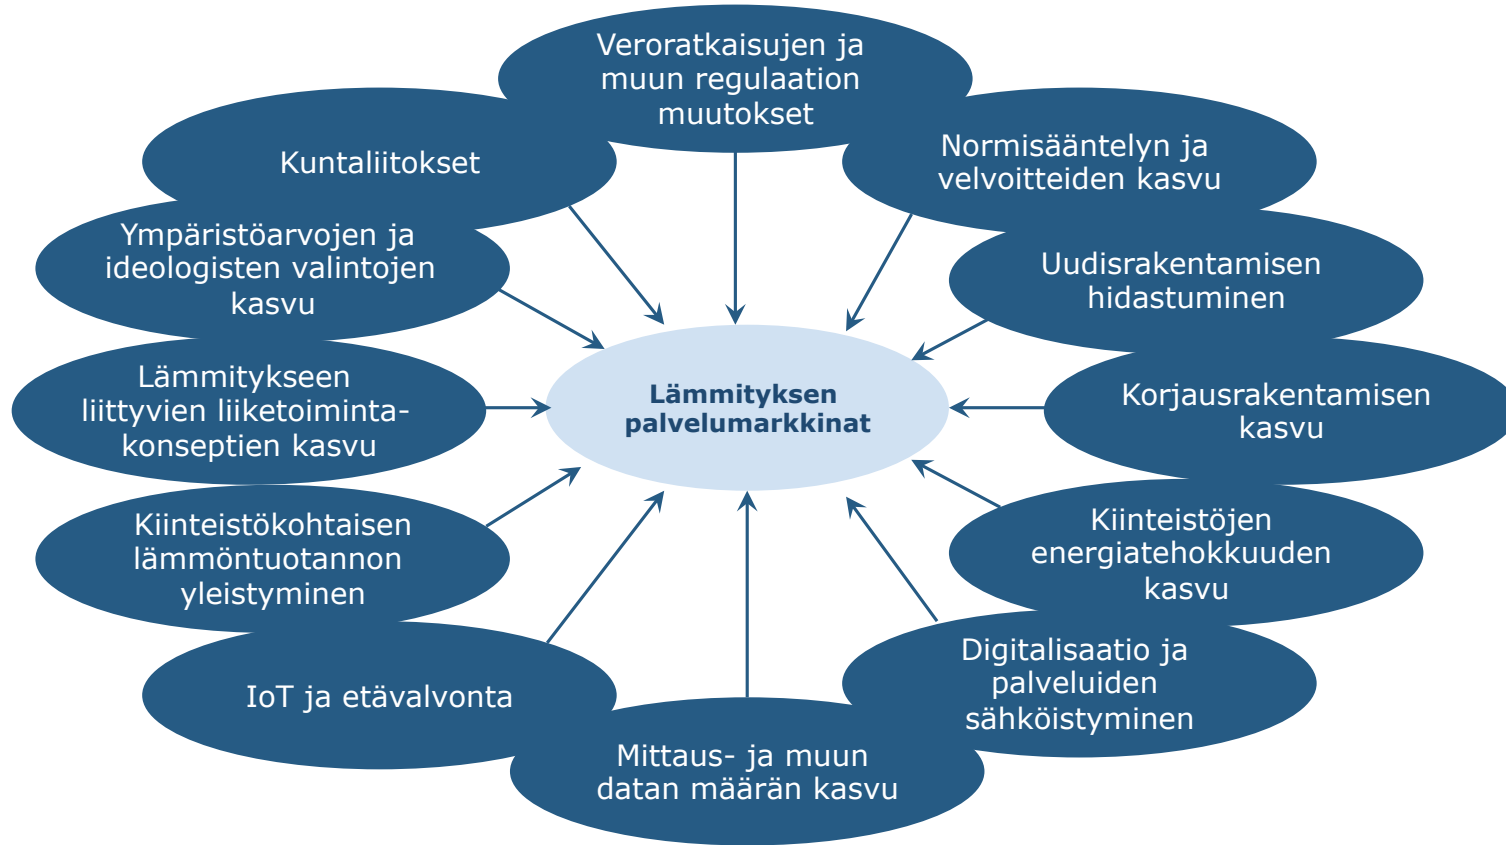 Veroratkaisujen ja
muun regulaation
muutokset
Kuntaliitokset
Normisääntelyn ja
velvoitteiden kasvu
Ympäristöarvojen ja
ideologisten valintojen
kasvu
Uudisrakentamisen
hidastuminen
Lämmitykseen
liittyvien liiketoiminta-
konseptien kasvu
Lämmityksen
palvelumarkkinat
Korjausrakentamisen
kasvu
Kiinteistökohtaisen
lämmöntuotannon
yleistyminen
Kiinteistöjen
energiatehokkuuden
kasvu
IoT ja etävalvonta
Digitalisaatio ja
palveluiden
sähköistyminen
Mittaus- ja muun
datan määrän kasvu